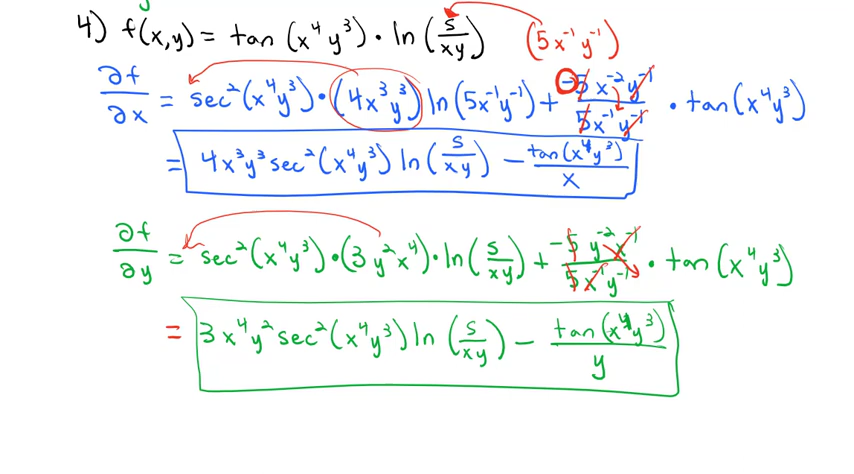 4) f(x,y) = tan (x⁴y³) · ln (5/xy) (5x⁻¹y⁻¹)
∂f/∂x = sec²(x⁴y³) · (4x³y³) ln(5x⁻¹y⁻¹) + -5x⁻²y⁻¹/5x⁻¹y⁻¹ · tan(x⁴y³)
= 4x³y³ sec²(x⁴y³) ln(5/xy) - tan(x⁴y³)/x
∂f/∂y = sec²(x⁴y³) · (3y²x⁴) · ln(5/xy) + -5y⁻²x⁻¹/5x⁻¹y⁻¹ · tan(x⁴y³)
= 3x⁴y² sec²(x⁴y³) ln(5/xy) - tan(x⁴y³)/y